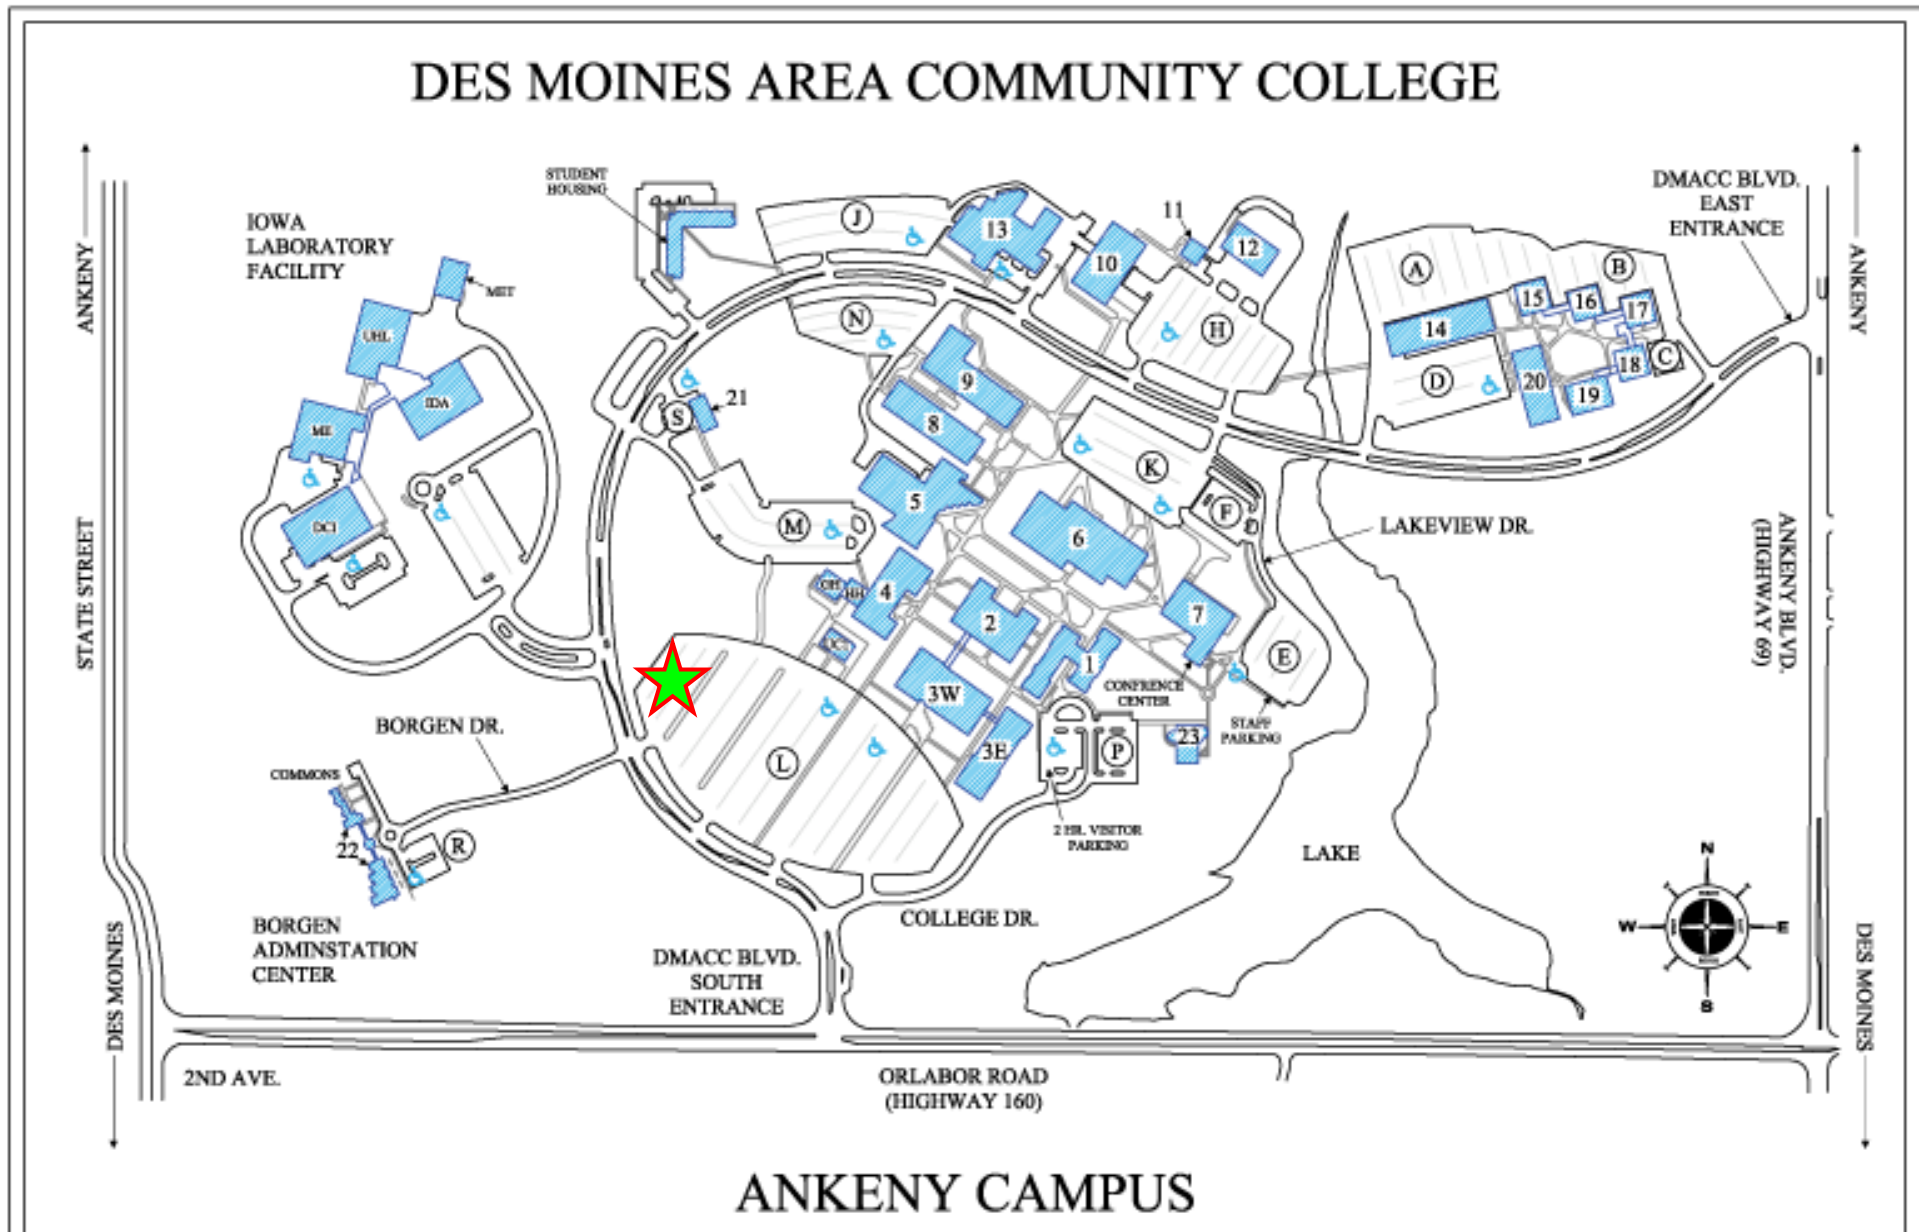 DES MOINES AREA COMMUNITY COLLEGE
ANKENY
STATE STREET
DES MOINES
IOWA
LABORATORY
FACILITY
MET
UHL
IDA
ME
DCI
STUDENT
HOUSING
J
13
10
11
12
H
N
9
8
5
S
21
M
K
F
6
4
OH
HH
2
7
E
1
3W
3E
L
P
23
CONFRENCE
CENTER
STAFF
PARKING
2 HR. VISITOR
PARKING
A
B
14
15
16
17
C
18
D
20
19
DMACC BLVD.
EAST
ENTRANCE
ANKENY
LAKEVIEW DR.
ANKENY BLVD.
(HIGHWAY 69)
DES MOINES
BORGEN DR.
COMMONS
22
R
BORGEN
ADMINSTATION
CENTER
LAKE
COLLEGE DR.
DMACC BLVD.
SOUTH
ENTRANCE
N
W
E
S
2ND AVE.
ORLABOR ROAD
(HIGHWAY 160)
ANKENY CAMPUS